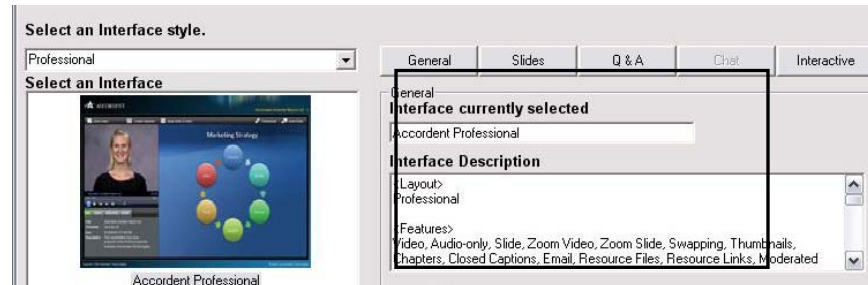 Select an Interface style.
Professional
Select an Interface
Marketing Strategy
Accordent Professional
General
Slides
Q & A
Chat
Interactive
General
Interface currently selected
Accordent Professional
Interface Description
<Layout>
Professional
<Features>
Video, Audio-only, Slide, Zoom Video, Zoom Slide, Swapping, Thumbnails,
Chapters, Closed Captions, Email, Resource Files, Resource Links, Moderated